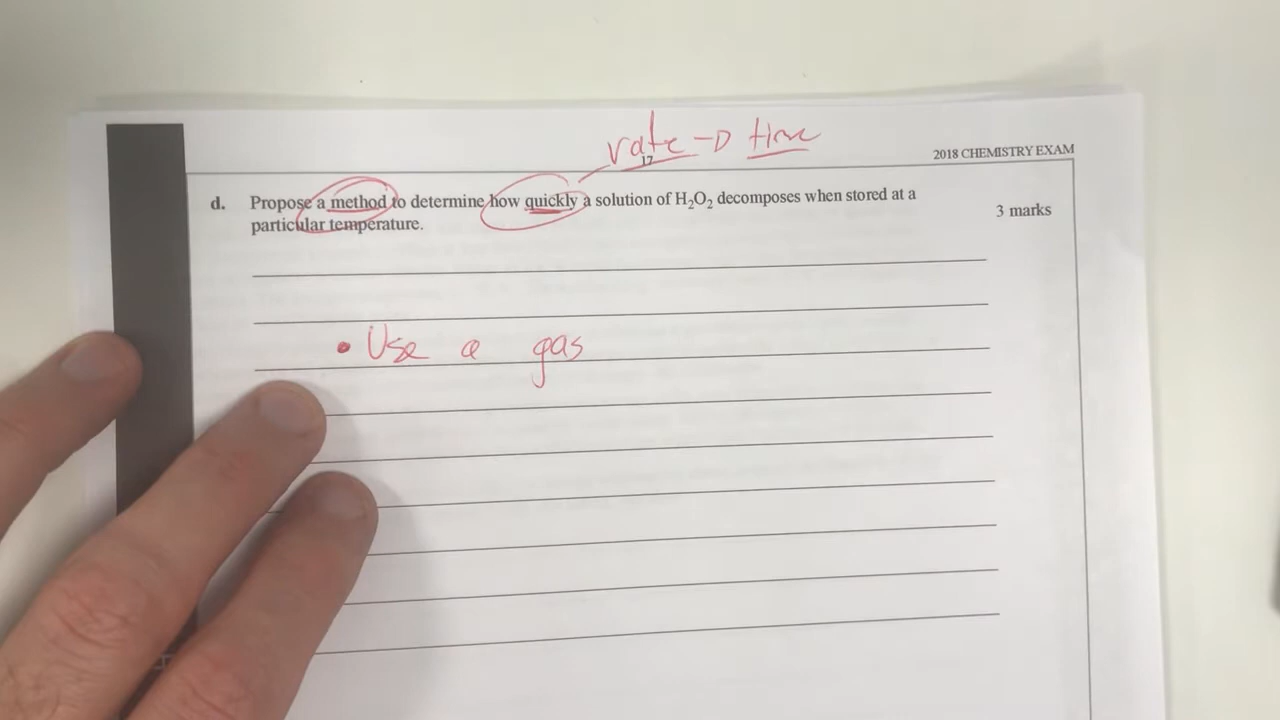 rate → time
17
2018 CHEMISTRY EXAM
d. Propose a method to determine how quickly a solution of H₂O₂ decomposes when stored at a
particular temperature.
3 marks
• Use a gas